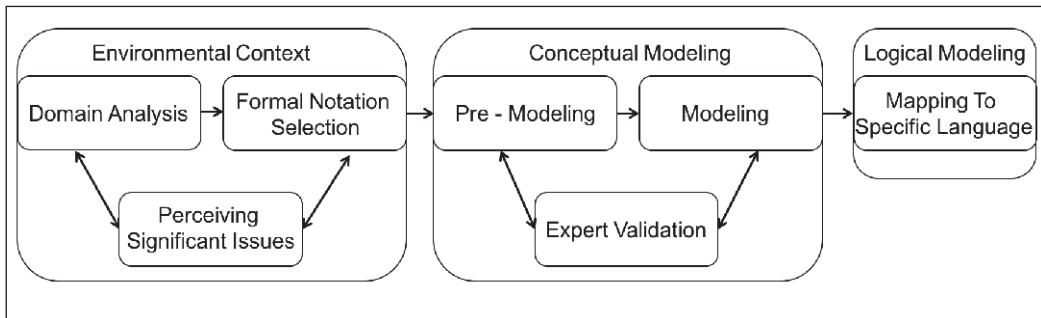 Environmental Context
Domain Analysis
Formal Notation
Selection
Perceiving
Significant Issues
Conceptual Modeling
Pre - Modeling
Modeling
Expert Validation
Logical Modeling
Mapping To
Specific Language